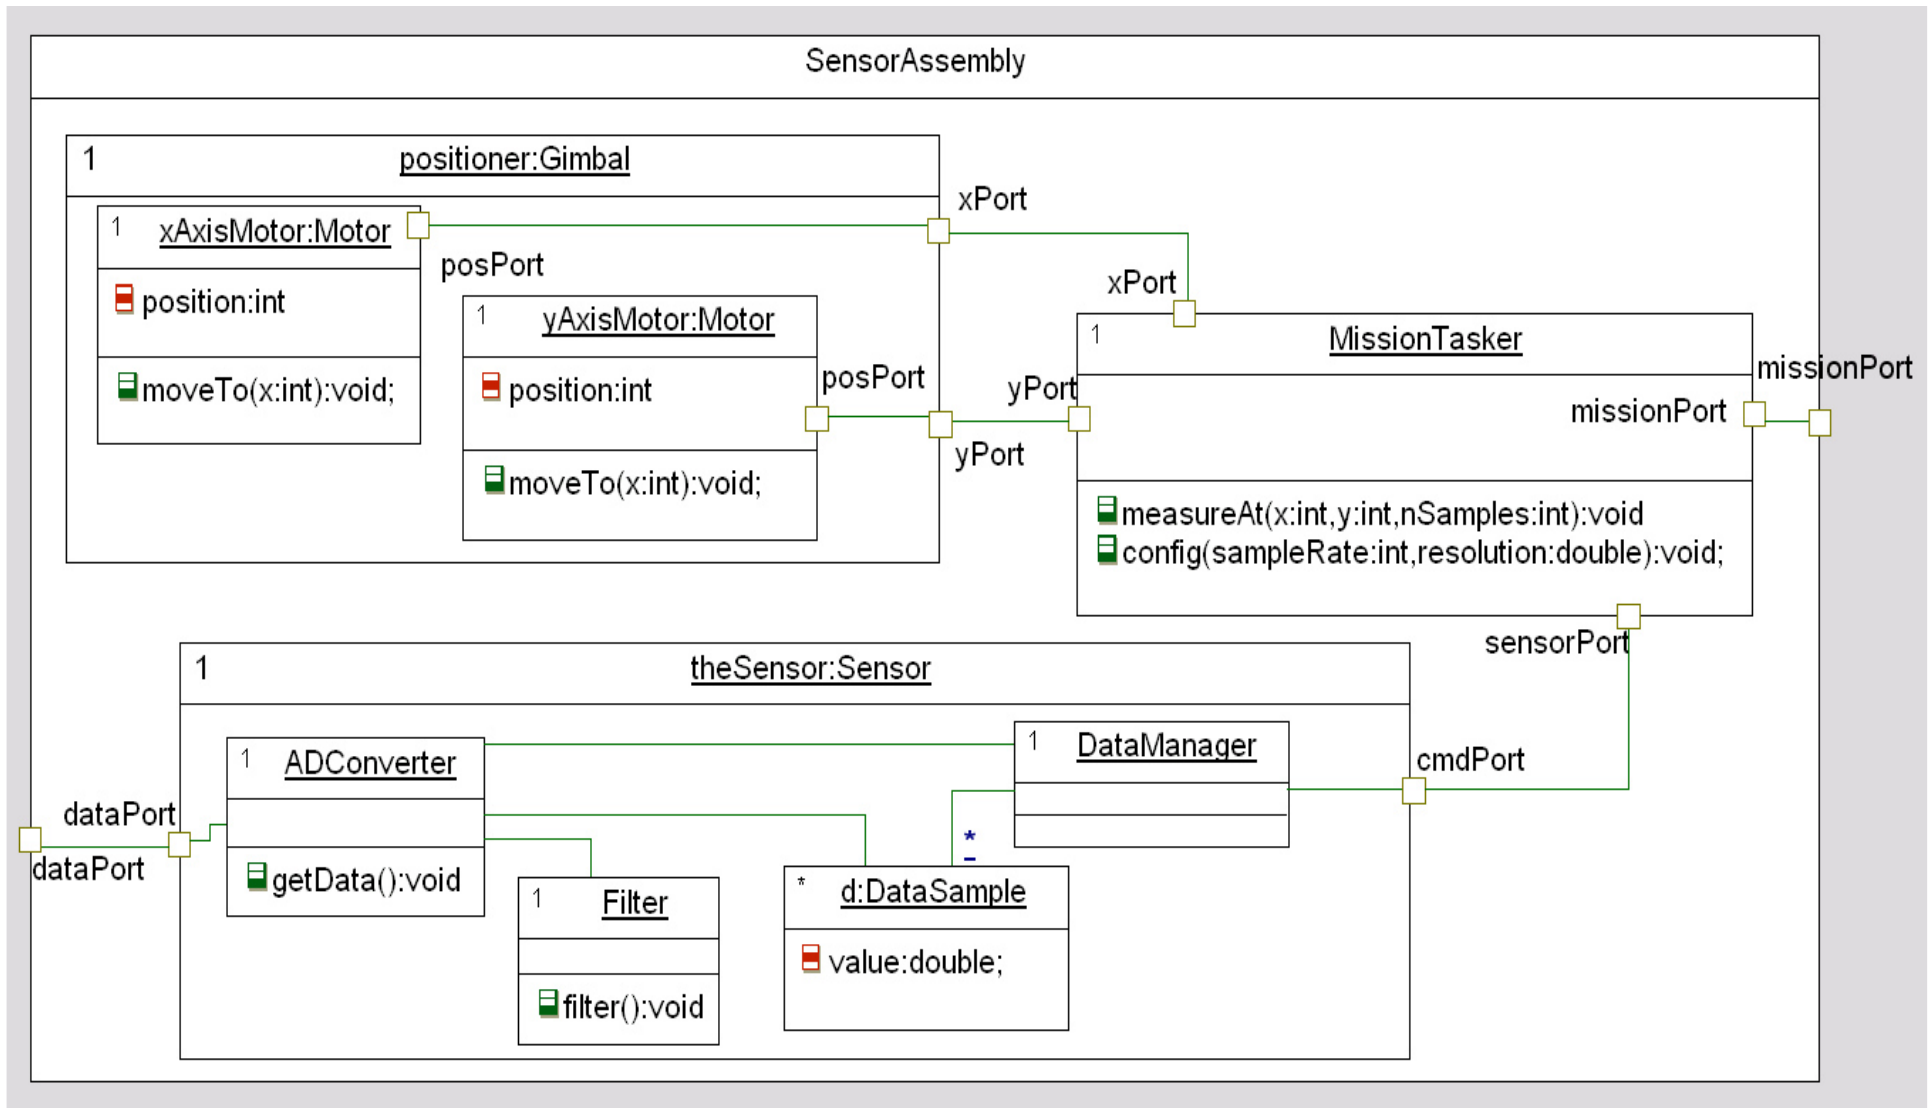 SensorAssembly
1
positioner:Gimbal
xPort
1
xAxisMotor:Motor
posPort
position:int
moveTo(x:int):void;
1
yAxisMotor:Motor
position:int
posPort
moveTo(x:int):void;
yPort
xPort
yPort
1
MissionTasker
missionPort
missionPort
measureAt(x:int,y:int,nSamples:int):void
config(sampleRate:int,resolution:double):void;
sensorPort
1
theSensor:Sensor
1
ADConverter
getData():void
1
DataManager
cmdPort
dataPort
dataPort
*
1
Filter
filter():void
*
d:DataSample
value:double;